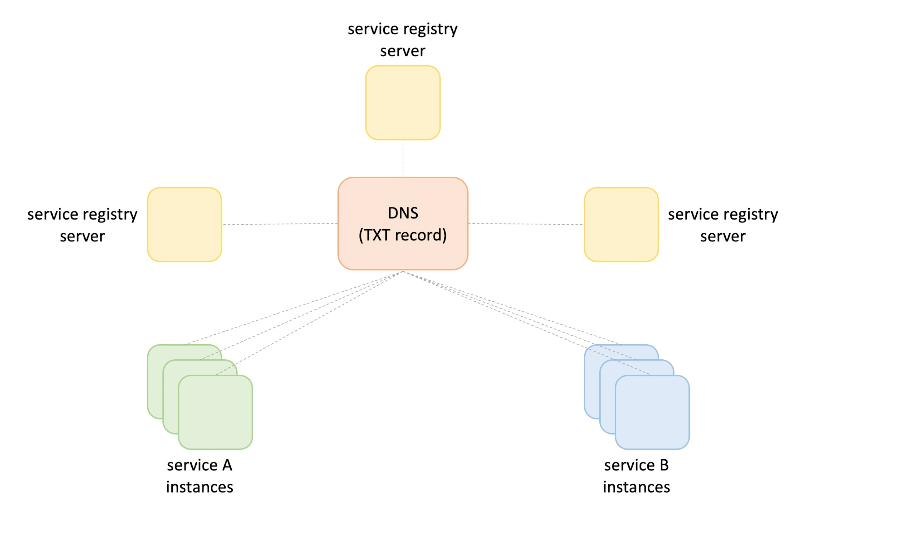 service registry
server
DNS
(TXT record)
service registry
server
service registry
server
service A
instances
service B
instances